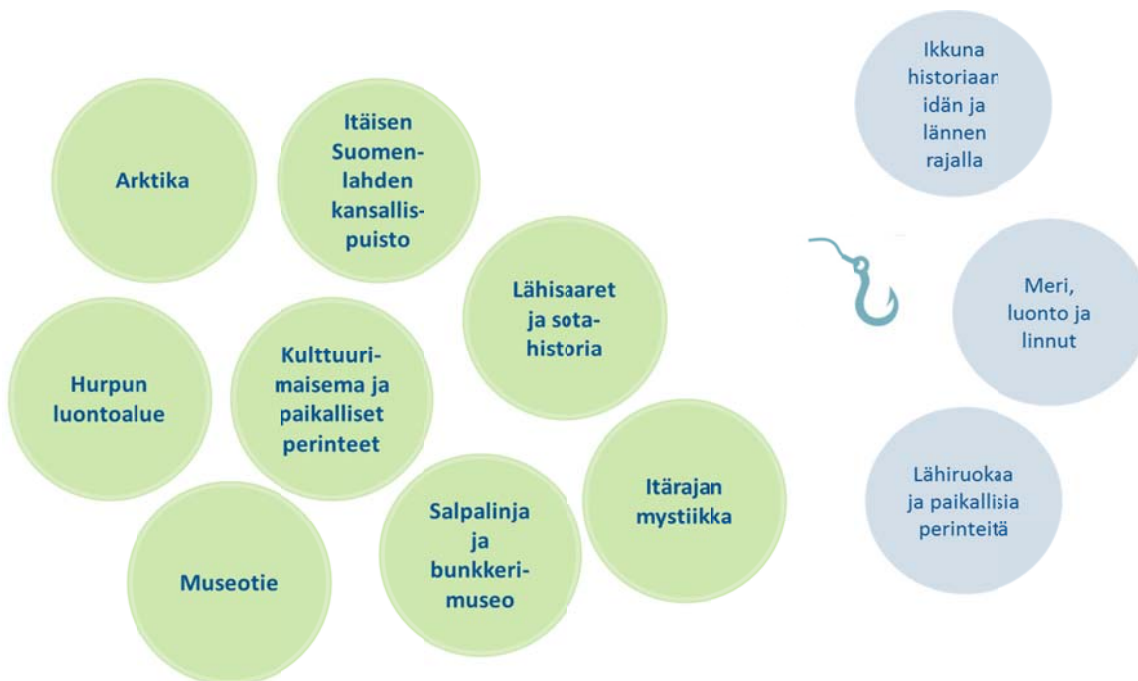 Arktika
Itäisen
Suomen-
lahden
kansallis-
puisto
Lähisaaret
ja sota-
historia
Hurpun
luontoalue
Kulttuuri-
maisema ja
paikalliset
perinteet
Itärajan
mystiikka
Salpalinja
ja
bunkkeri-
museo
Museotie
Ikkuna
historiaan
idän ja
lännen
rajalla
Meri,
luonto ja
linnut
Lähiruokaa
ja paikallisia
perinteitä